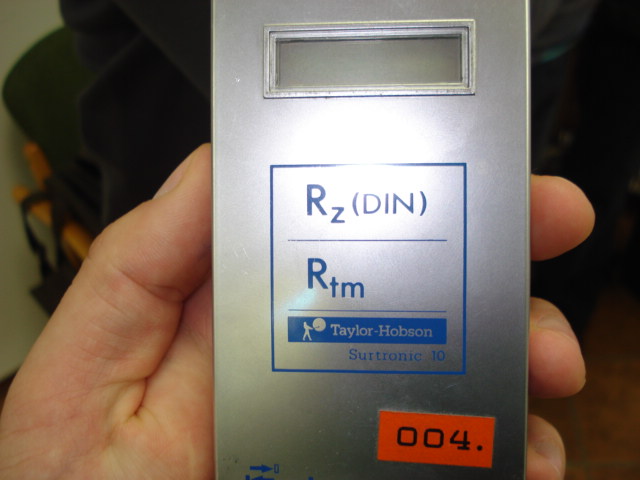 Rz (DIN)
Rtm
Taylor-Hobson
Surtronic 10
004.